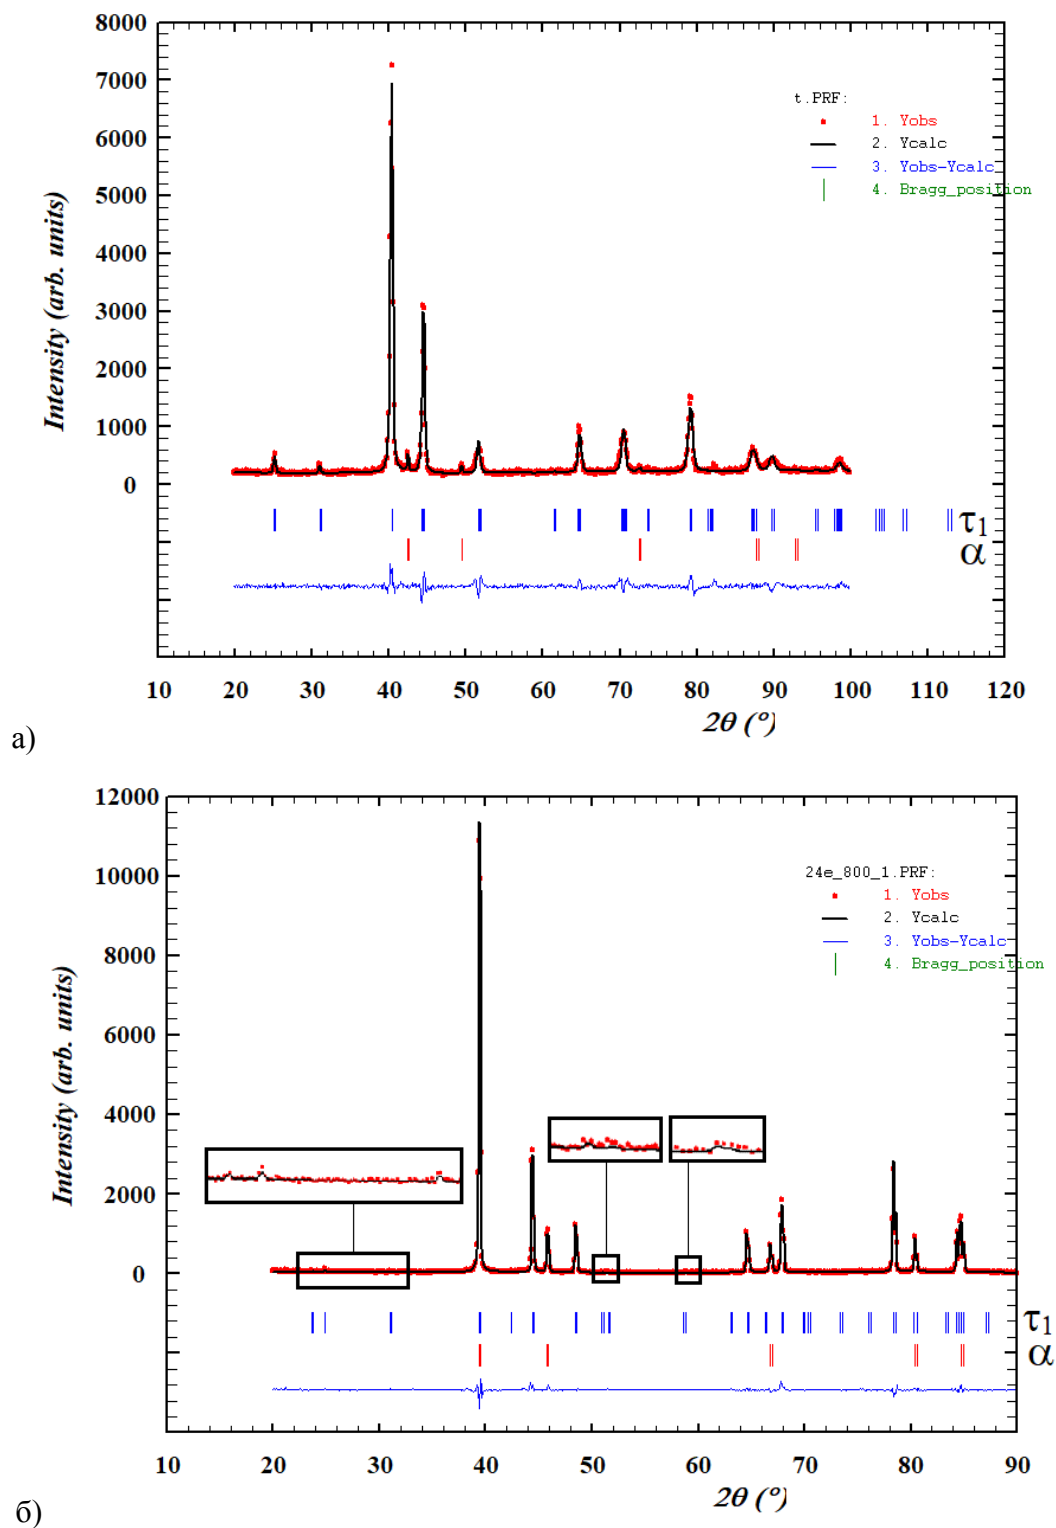 8000
7000
6000
5000
4000
3000
2000
1000
0
Intensity (arb. units)
t.PRF:
1. Yobs
2. Ycalc
3. Yobs-Ycalc
4. Bragg_position
τ1
α
10 20 30 40 50 60 70 80 90 100 110 120
2θ (°)
а)
12000
10000
8000
6000
4000
2000
0
Intensity (arb. units)
24e_800_1.PRF:
1. Yobs
2. Ycalc
3. Yobs-Ycalc
4. Bragg_position
τ1
α
10 20 30 40 50 60 70 80 90
2θ (°)
б)